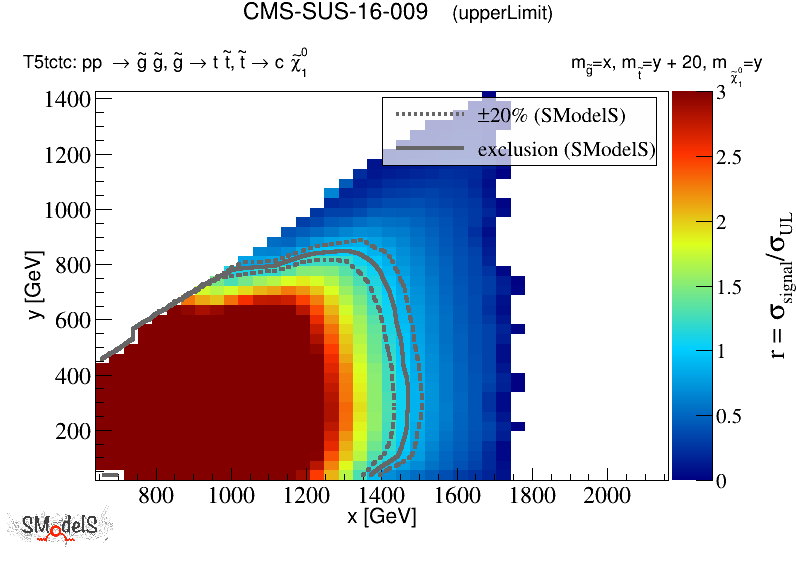 CMS-SUS-16-009 (upperLimit)
T5tctc: pp → g̃ g̃, g̃ → t t̃, t̃ → c χ̃₁⁰ m_g̃=x, m_t̃=y + 20, m_χ̃₁⁰=y
±20% (SModelS)
exclusion (SModelS)
1400
1200
1000
800
600
400
200
y [GeV]
800 1000 1200 1400 1600 1800 2000
x [GeV]
3
2.5
2
1.5
1
0.5
0
r = σ_signal/σ_UL
SModelS